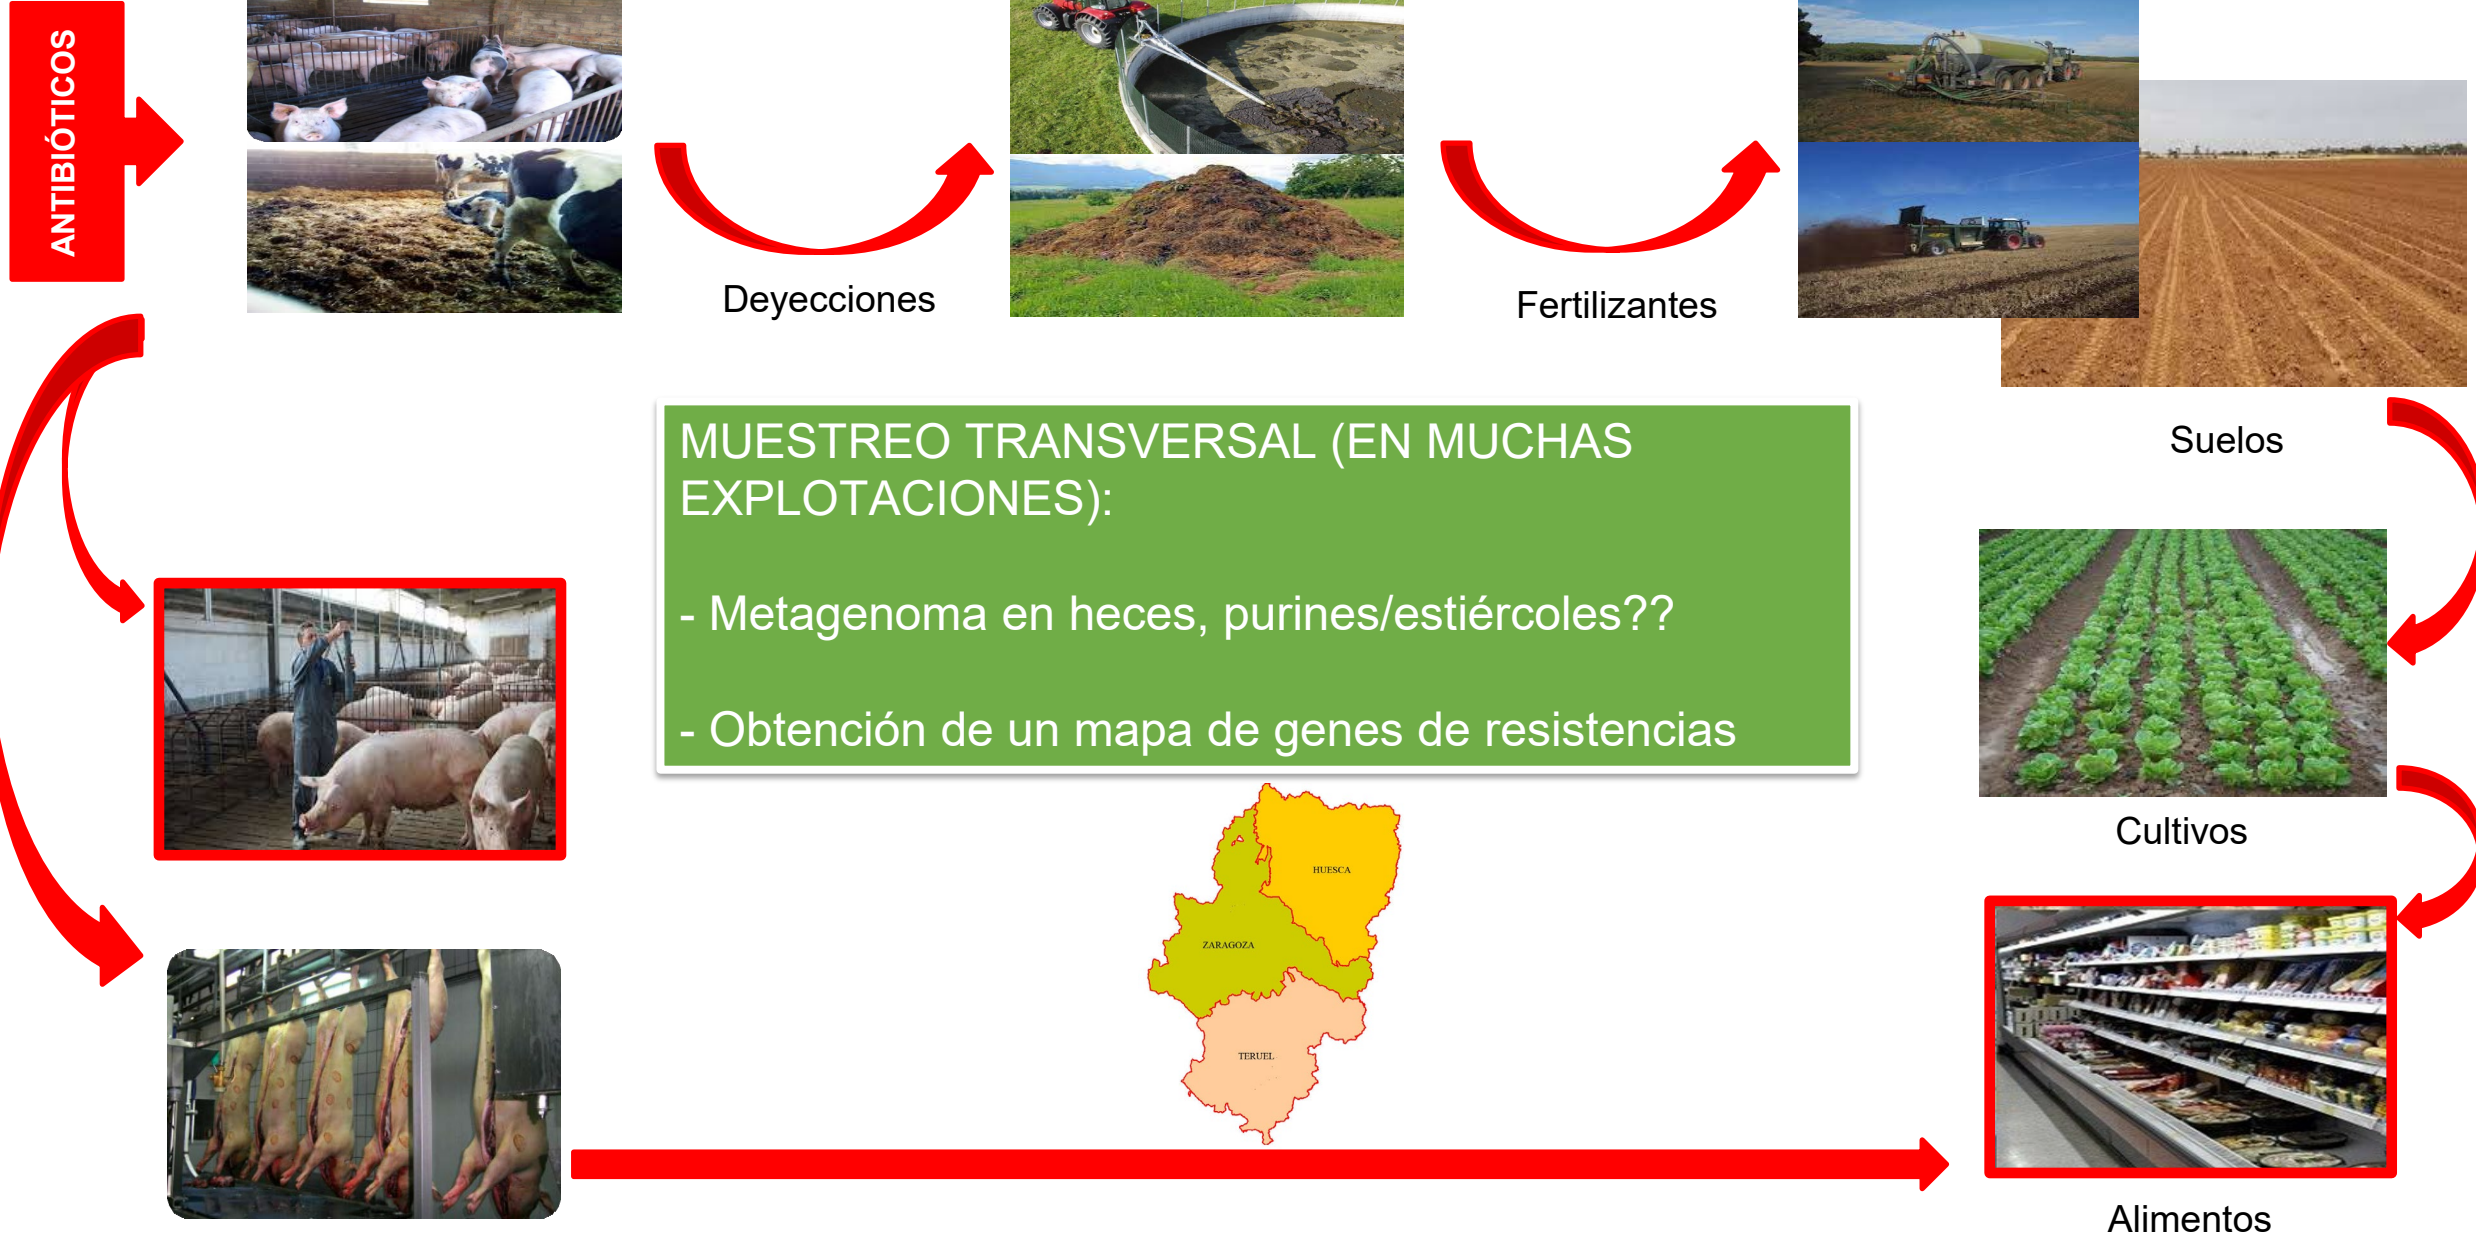 ANTIBIÓTICOS
Deyecciones
Fertilizantes
Suelos
MUESTREO TRANSVERSAL (EN MUCHAS
EXPLOTACIONES):
- Metagenoma en heces, purines/estiércoles??
- Obtención de un mapa de genes de resistencias
Cultivos
HUESCA
ZARAGOZA
TERUEL
Alimentos